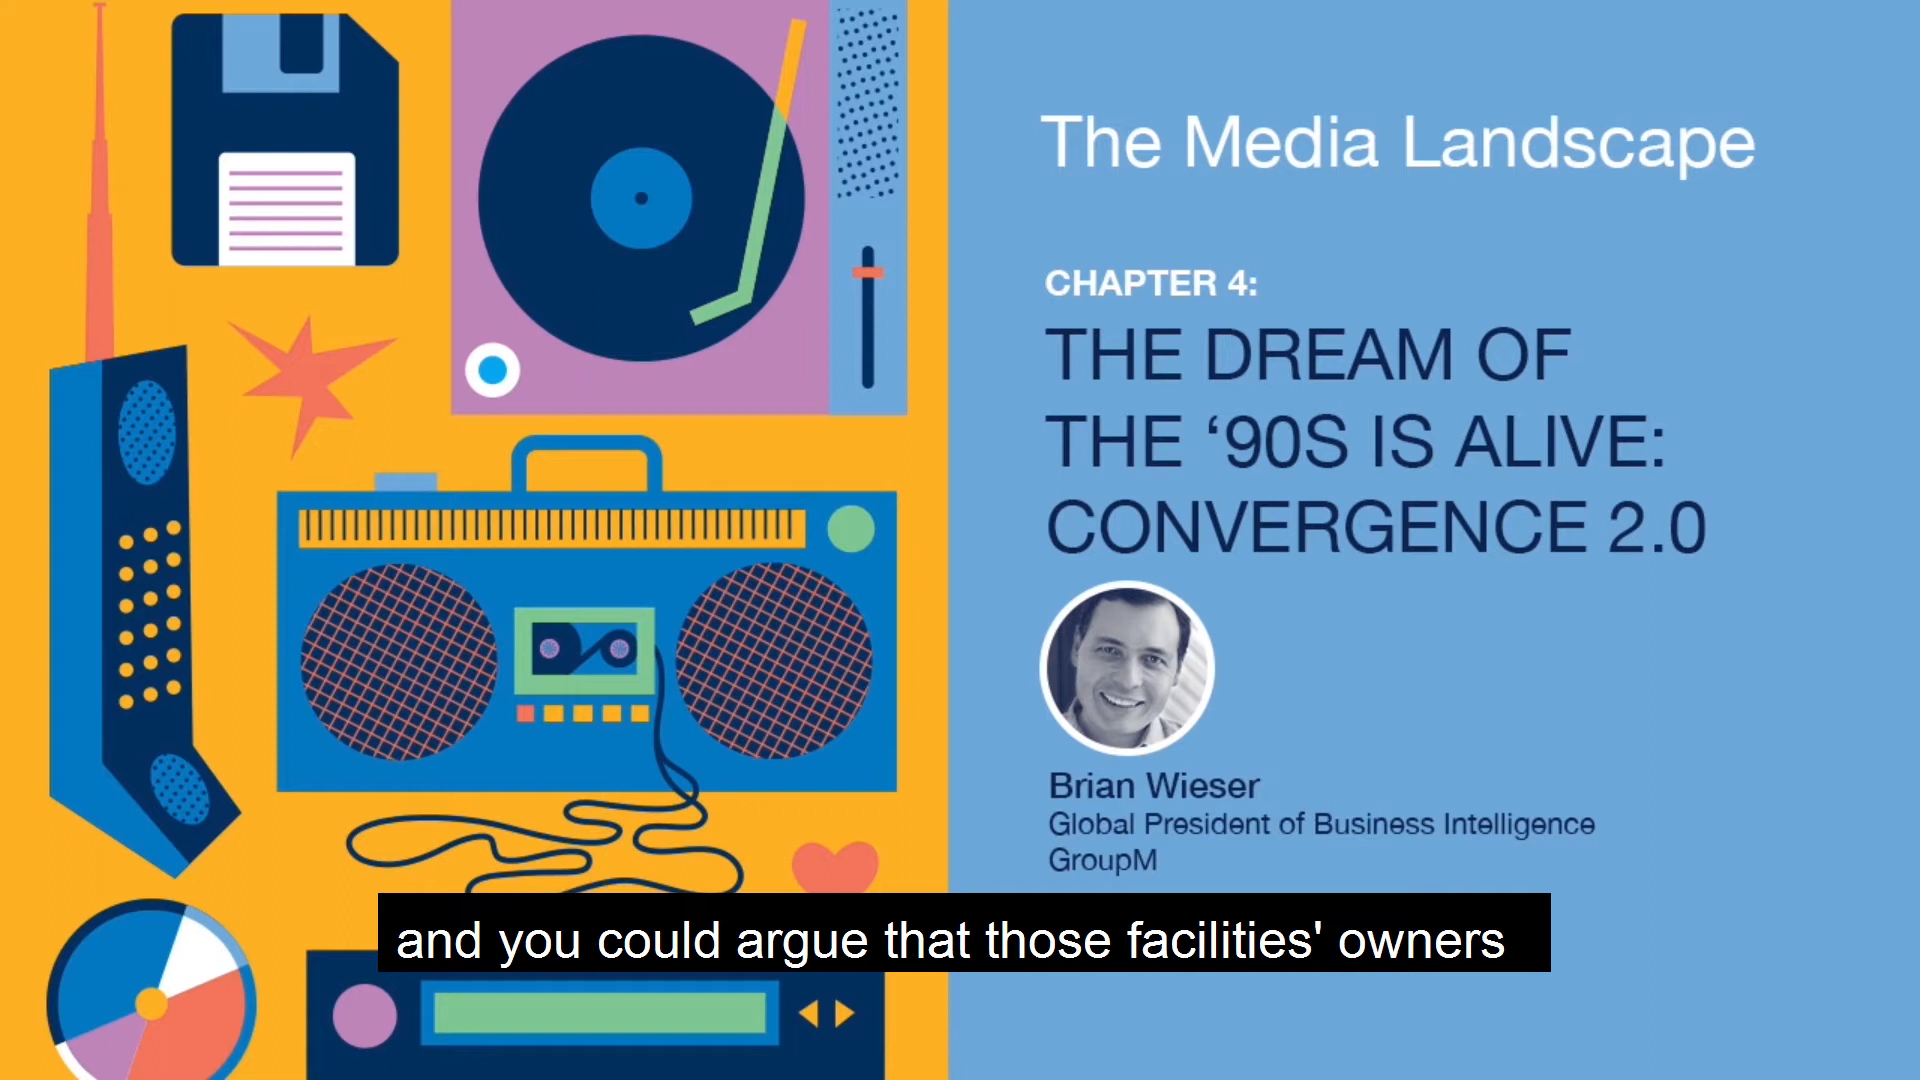 The Media Landscape
CHAPTER 4:
THE DREAM OF
THE ‘90S IS ALIVE:
CONVERGENCE 2.0
Brian Wieser
Global President of Business Intelligence
GroupM
and you could argue that those facilities' owners